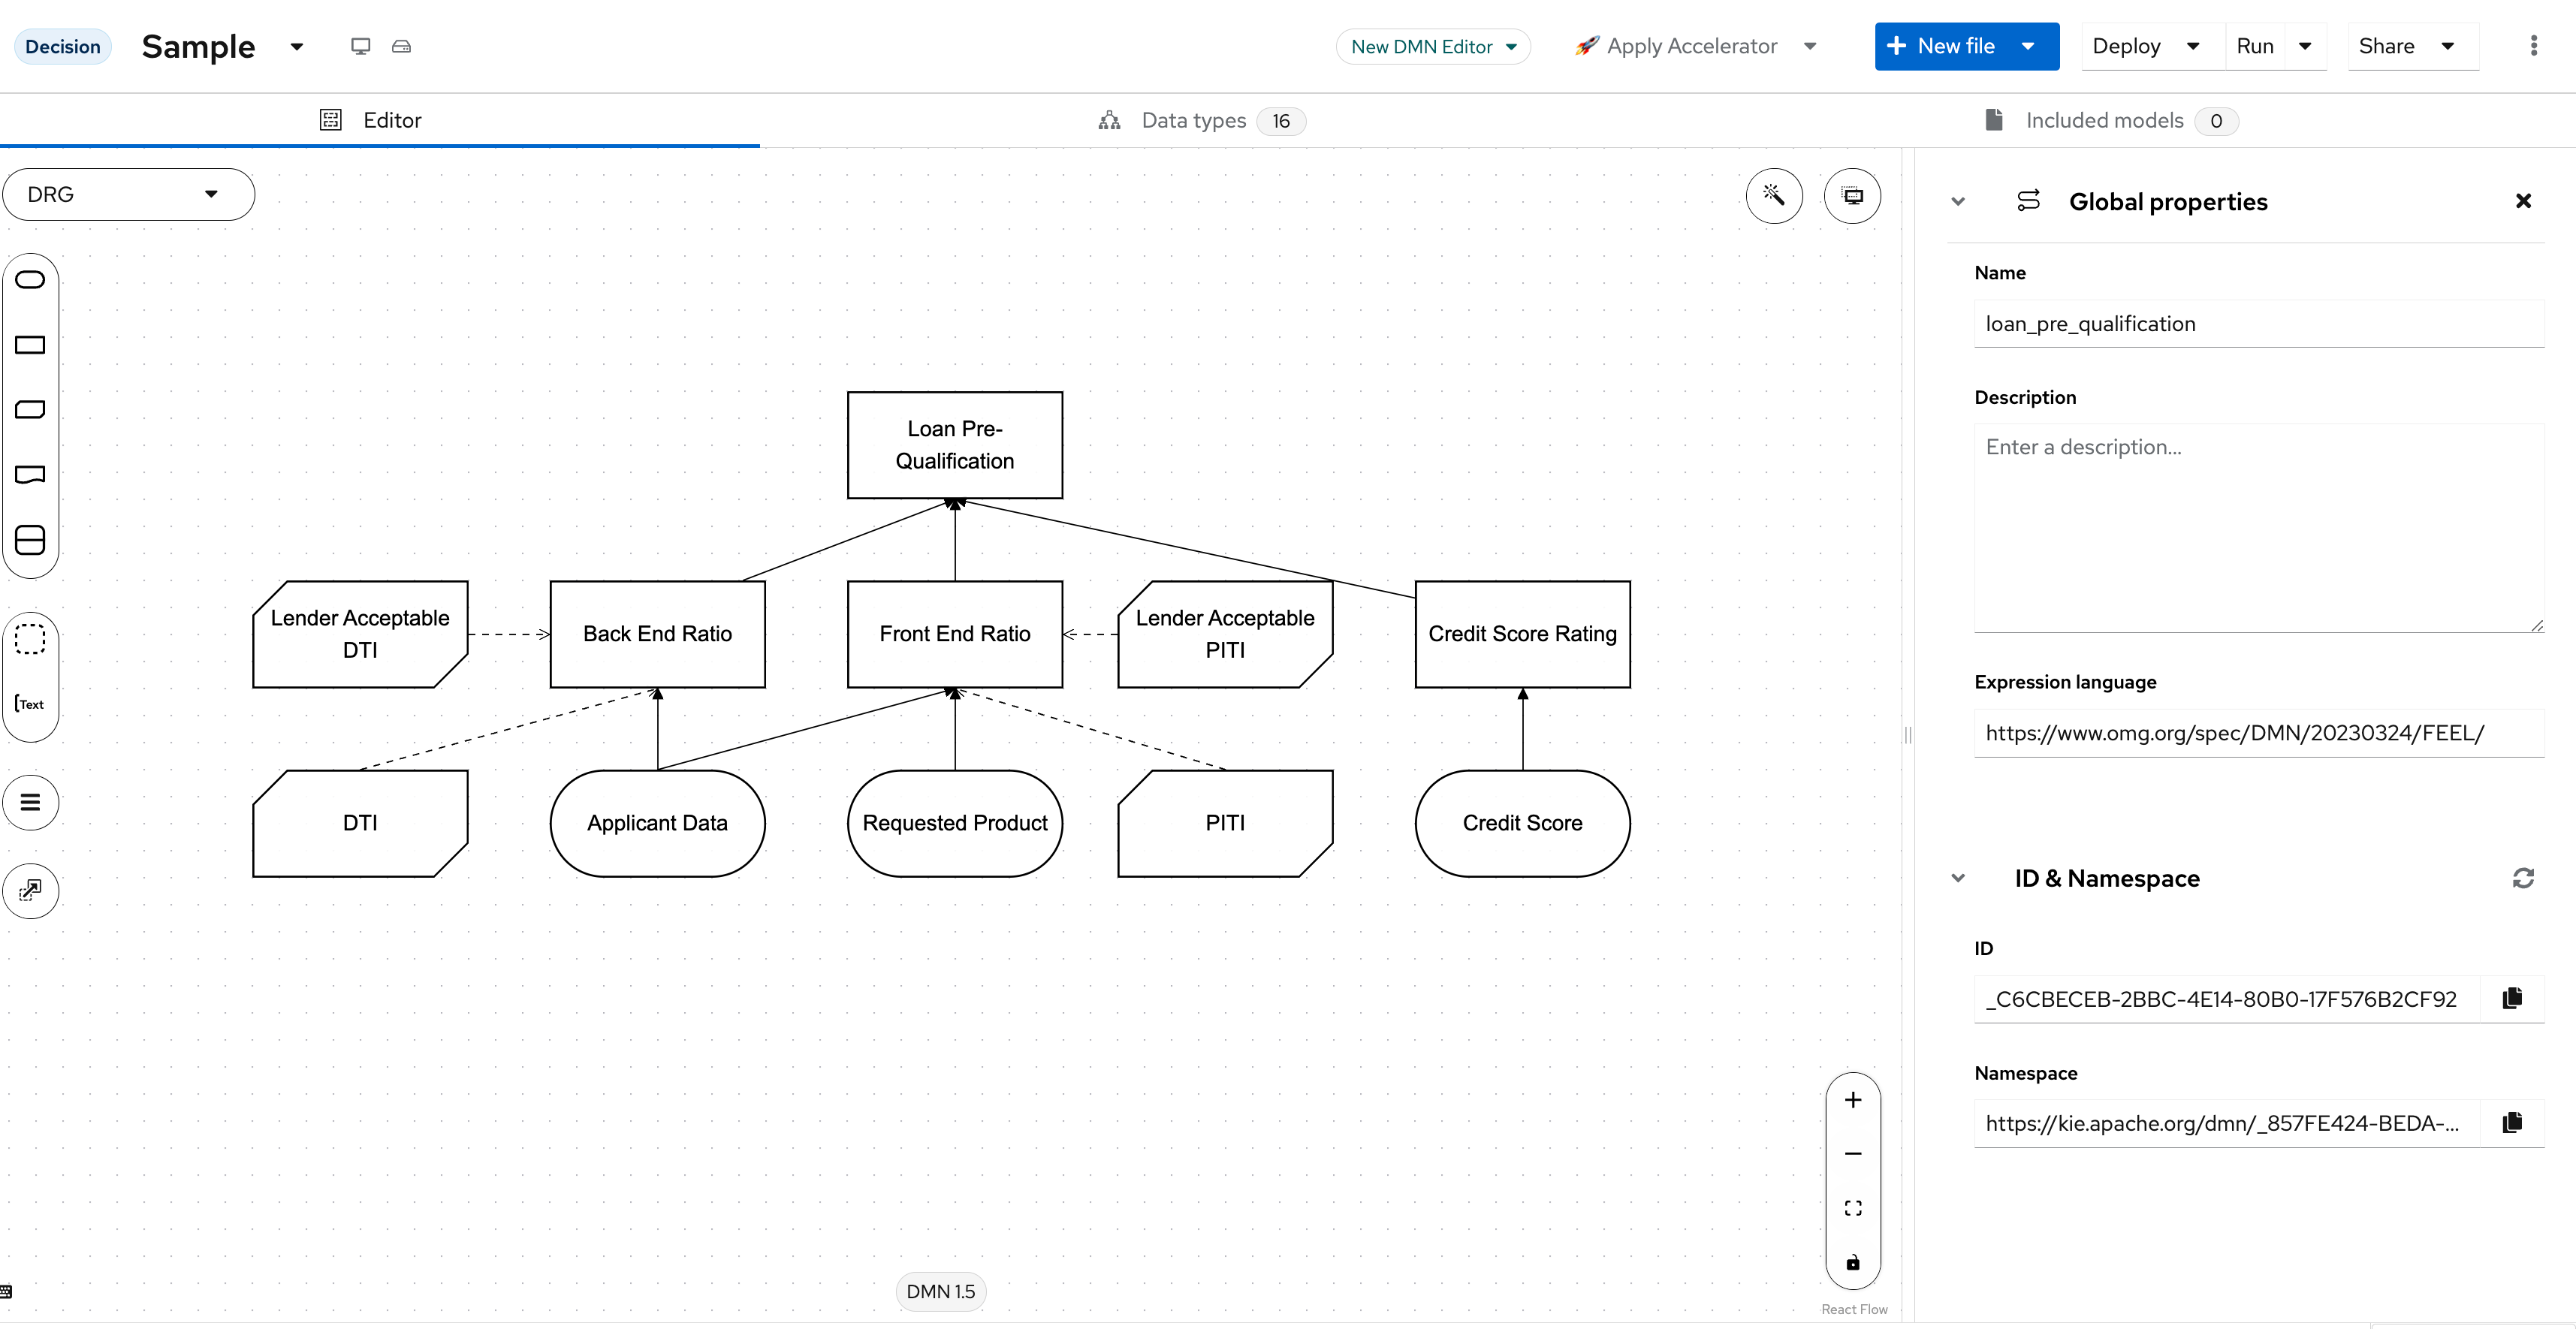 Decision
Sample
New DMN Editor
Apply Accelerator
New file
Deploy
Run
Share
Editor
Data types 16
Included models 0
DRG
Text
Loan Pre-
Qualification
Lender Acceptable
DTI
Back End Ratio
Front End Ratio
Lender Acceptable
PITI
Credit Score Rating
DTI
Applicant Data
Requested Product
PITI
Credit Score
DMN 1.5
React Flow
Global properties
Name
loan_pre_qualification
Description
Enter a description...
Expression language
https://www.omg.org/spec/DMN/20230324/FEEL/
ID & Namespace
ID
_C6CBECEB-2BBC-4E14-80B0-17F576B2CF92
Namespace
https://kie.apache.org/dmn/_857FE424-BEDA-...